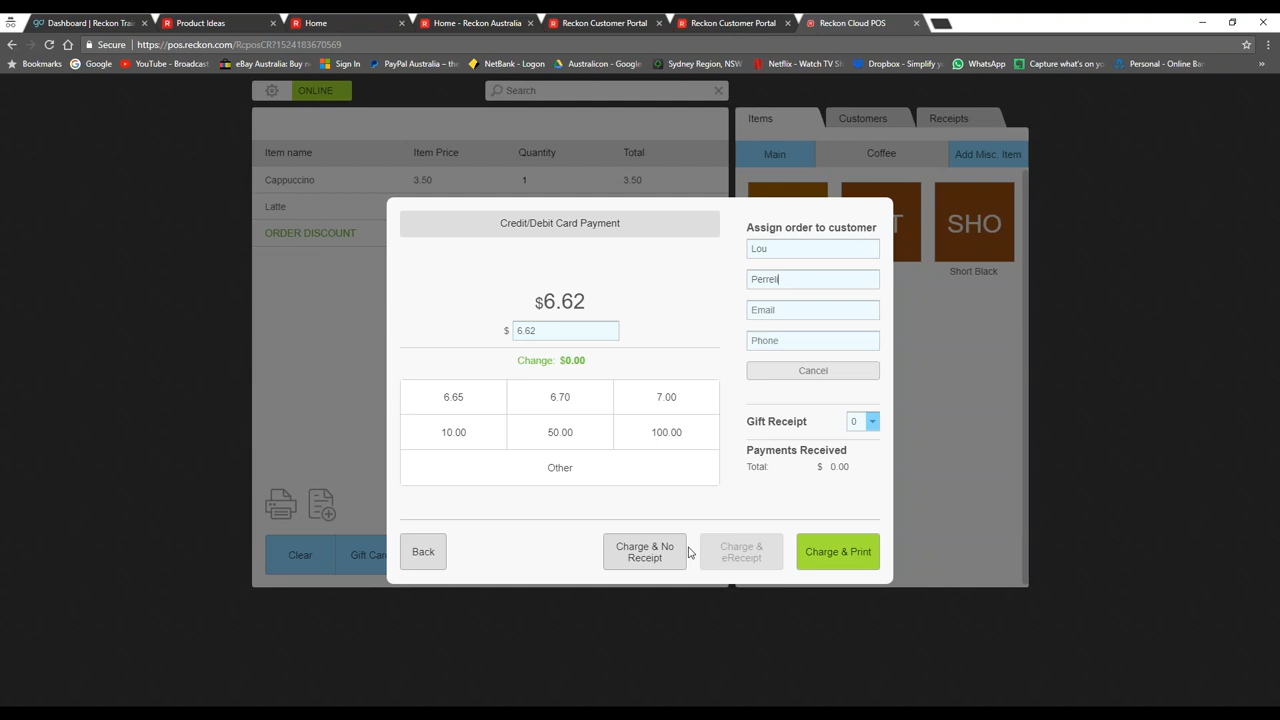 Dashboard | Reckon Trai
Product Ideas
Home
Home - Reckon Australia
Reckon Customer Portal
Reckon Customer Portal
Reckon Cloud POS
Secure
https://pos.reckon.com/RcposCR?1524183670569
Bookmarks
Google
YouTube - Broadcast
eBay Australia: Buy n
Sign In
PayPal Australia – the
NetBank - Logon
Australicon - Google
Sydney Region, NSW
Netflix - Watch TV Sh
Dropbox - Simplify yo
WhatsApp
Capture what's on yo
Personal - Online Ban
ONLINE
Search
Items
Customers
Receipts
Item name
Item Price
Quantity
Total
Main
Coffee
Add Misc. Item
Cappuccino
3.50
1
3.50
Latte
ORDER DISCOUNT
T
SHO
Short Black
Clear
Gift Car
Credit/Debit Card Payment
$6.62
$ 6.62
Change: $0.00
6.65
6.70
7.00
10.00
50.00
100.00
Other
Assign order to customer
Lou
Perreli
Email
Phone
Cancel
Gift Receipt
0
Payments Received
Total: $ 0.00
Back
Charge & No
Receipt
Charge &
eReceipt
Charge & Print